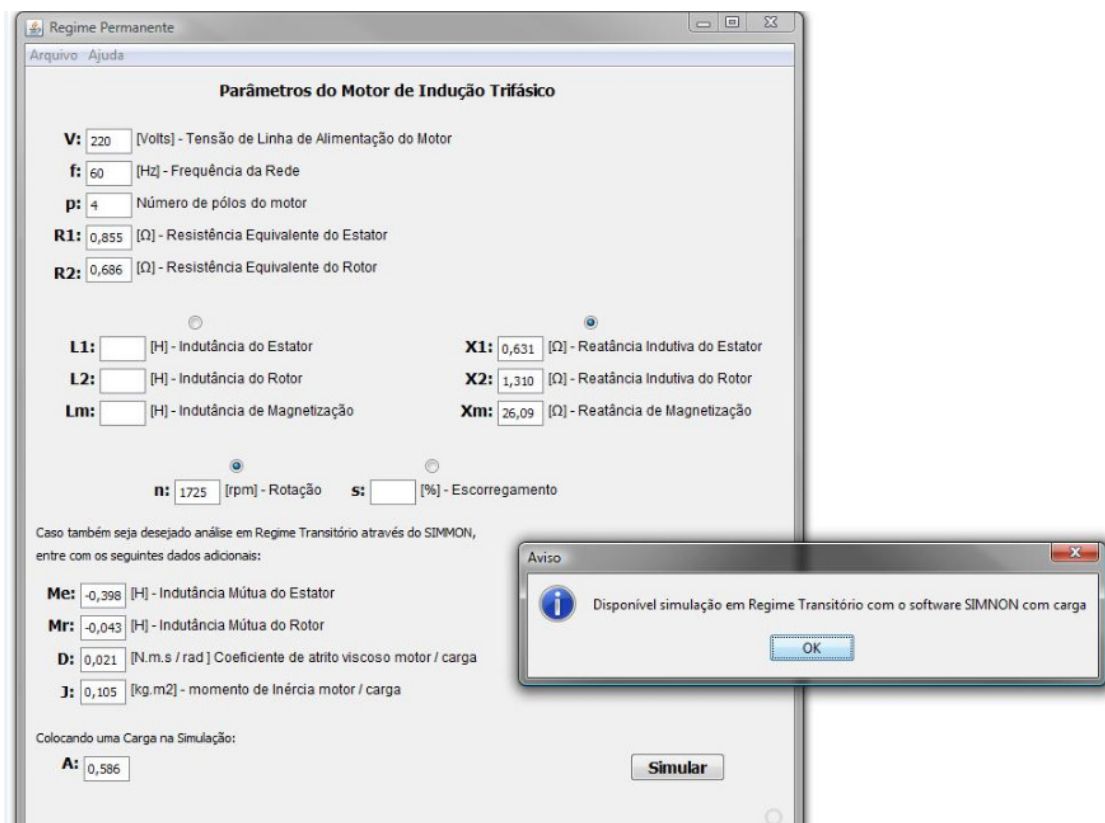 Regime Permanente
Arquivo Ajuda
Parâmetros do Motor de Indução Trifásico
V: 220 [Volts] - Tensão de Linha de Alimentação do Motor
f: 60 [Hz] - Frequência da Rede
p: 4 Número de pólos do motor
R1: 0,855 [Ω] - Resistência Equivalente do Estator
R2: 0,686 [Ω] - Resistência Equivalente do Rotor
L1: [H] - Indutância do Estator X1: 0,631 [Ω] - Reatância Indutiva do Estator
L2: [H] - Indutância do Rotor X2: 1,310 [Ω] - Reatância Indutiva do Rotor
Lm: [H] - Indutância de Magnetização Xm: 26,09 [Ω] - Reatância de Magnetização
n: 1725 [rpm] - Rotação s: [%] - Escorregamento
Caso também seja desejado análise em Regime Transitório através do SIMMON,
entre com os seguintes dados adicionais:
Me: -0,398 [H] - Indutância Mútua do Estator
Mr: -0,043 [H] - Indutância Mútua do Rotor
D: 0,021 [N.m.s / rad ] Coeficiente de atrito viscoso motor / carga
J: 0,105 [kg.m2] - momento de Inércia motor / carga
Colocando uma Carga na Simulação:
A: 0,586
Simular
Aviso
Disponível simulação em Regime Transitório com o software SIMNON com carga
OK